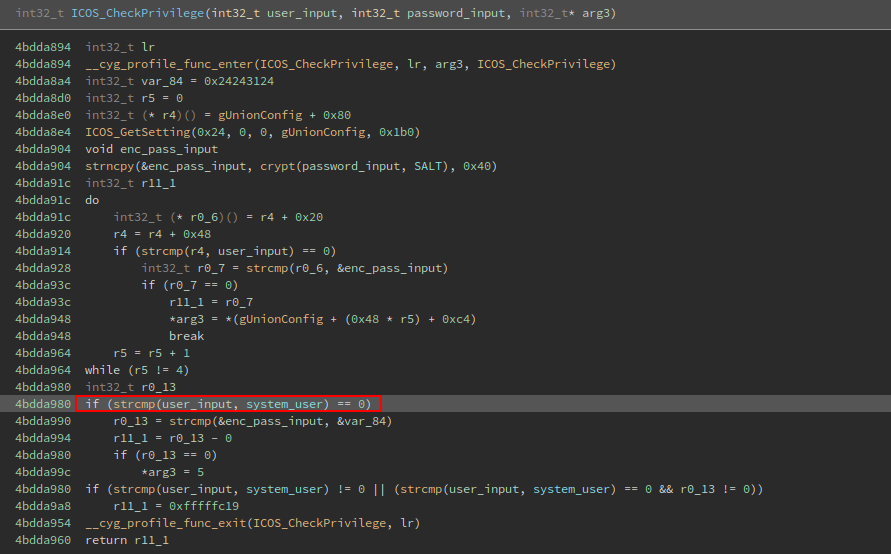 int32_t ICOS_CheckPrivilege(int32_t user_input, int32_t password_input, int32_t* arg3)
4bdda894 int32_t lr
4bdda894 __cyg_profile_func_enter(ICOS_CheckPrivilege, lr, arg3, ICOS_CheckPrivilege)
4bdda8a4 int32_t var_84 = 0x24243124
4bdda8d0 int32_t r5 = 0
4bdda8e0 int32_t (* r4)() = gUnionConfig + 0x80
4bdda8e4 ICOS_GetSetting(0x24, 0, 0, gUnionConfig, 0x1b0)
4bdda904 void enc_pass_input
4bdda904 strncpy(&enc_pass_input, crypt(password_input, SALT), 0x40)
4bdda91c int32_t r11_1
4bdda91c do
4bdda91c int32_t (* r0_6)() = r4 + 0x20
4bdda920 r4 = r4 + 0x48
4bdda914 if (strcmp(r4, user_input) == 0)
4bdda928 int32_t r0_7 = strcmp(r0_6, &enc_pass_input)
4bdda93c if (r0_7 == 0)
4bdda93c r11_1 = r0_7
4bdda948 *arg3 = *(gUnionConfig + (0x48 * r5) + 0xc4)
4bdda948 break
4bdda964 r5 = r5 + 1
4bdda964 while (r5 != 4)
4bdda980 int32_t r0_13
4bdda980 if (strcmp(user_input, system_user) == 0)
4bdda990 r0_13 = strcmp(&enc_pass_input, &var_84)
4bdda994 r11_1 = r0_13 - 0
4bdda980 if (r0_13 == 0)
4bdda99c *arg3 = 5
4bdda980 if (strcmp(user_input, system_user) != 0 || (strcmp(user_input, system_user) == 0 && r0_13 != 0))
4bdda9a8 r11_1 = 0xfffffc19
4bdda954 __cyg_profile_func_exit(ICOS_CheckPrivilege, lr)
4bdda960 return r11_1